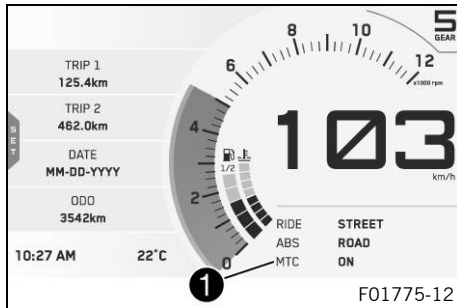 TRIP 1
125.4km
TRIP 2
462.0km
DATE
MM-DD-YYYY
ODO
3542km
10:27 AM 22°C
SET
0
2
4
6
8
10
12
x1000 rpm
1/2
5
GEAR
103
km/h
RIDE STREET
ABS ROAD
MTC ON
1
F01775-12